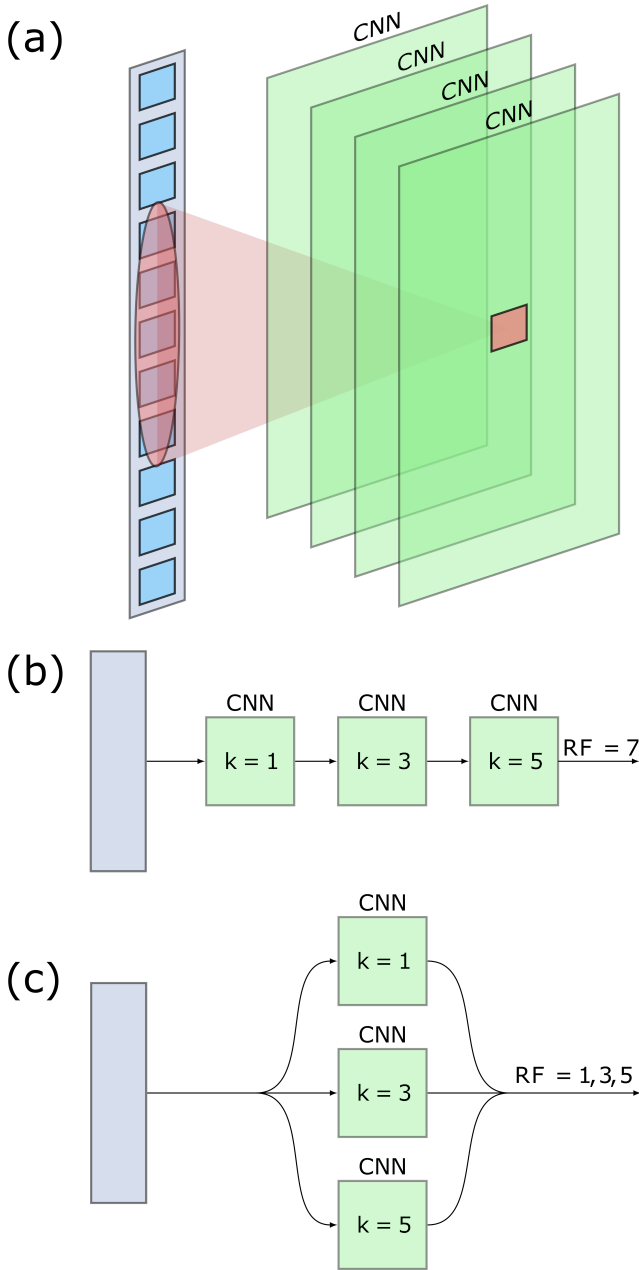 (a)
CNN
CNN
CNN
CNN
(b)
CNN CNN CNN
k = 1 k = 3 k = 5 RF = 7
(c)
CNN
k = 1
CNN
k = 3
RF = 1,3,5
CNN
k = 5